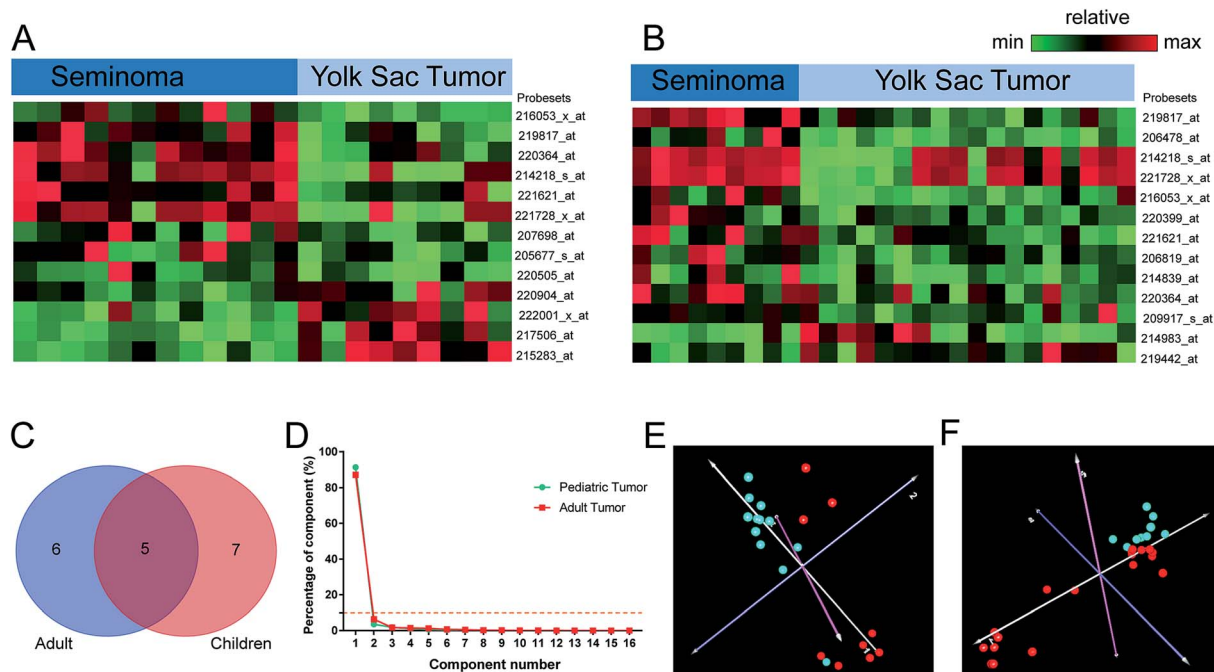 A
Seminoma
Yolk Sac Tumor
Probesets
216053_x_at
219817_at
220364_at
214218_s_at
221621_at
221728_x_at
207698_at
205677_s_at
220505_at
220904_at
222001_x_at
217506_at
215283_at
relative
min
max
B
Seminoma
Yolk Sac Tumor
Probesets
219817_at
206478_at
214218_s_at
221728_x_at
216053_x_at
220399_at
221621_at
206819_at
214839_at
220364_at
209917_s_at
214983_at
219442_at
C
6
5
7
Adult
Children
D
Percentage of component (%)
100
80
60
40
20
0
1 2 3 4 5 6 7 8 9 10 11 12 13 14 15 16
Component number
Pediatric Tumor
Adult Tumor
E
2
F